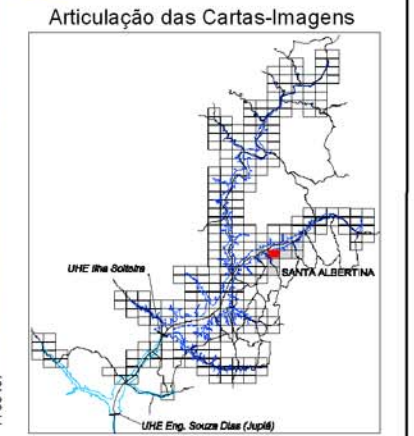 Articulação das Cartas-Imagens
UHE Ilha Solteira
SANTA ALBERTINA
UHE Eng. Souza Dias (Jupiá)